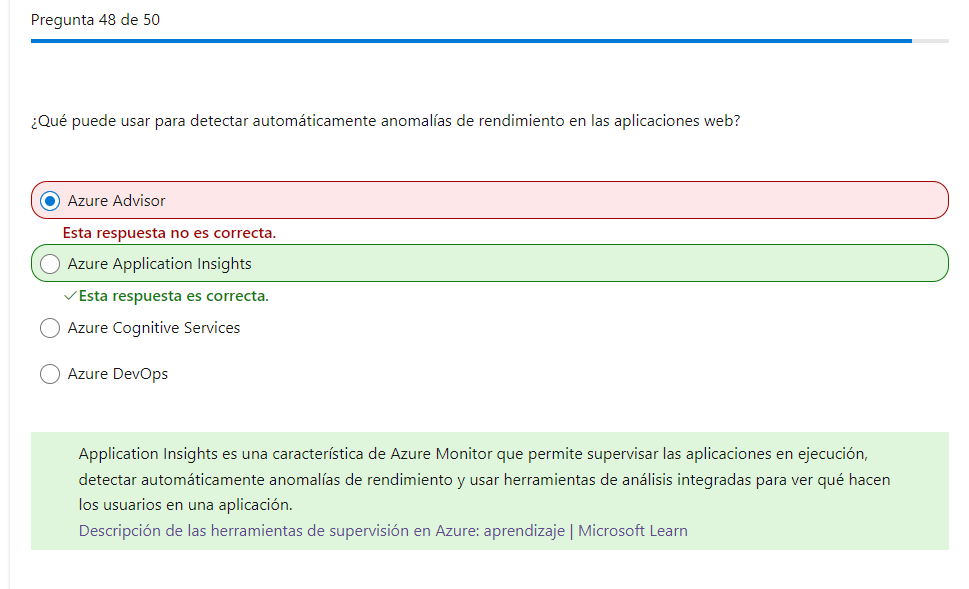 Pregunta 48 de 50
¿Qué puede usar para detectar automáticamente anomalías de rendimiento en las aplicaciones web?
Azure Advisor
Esta respuesta no es correcta.
Azure Application Insights
Esta respuesta es correcta.
Azure Cognitive Services
Azure DevOps
Application Insights es una característica de Azure Monitor que permite supervisar las aplicaciones en ejecución,
detectar automáticamente anomalías de rendimiento y usar herramientas de análisis integradas para ver qué hacen
los usuarios en una aplicación.
Descripción de las herramientas de supervisión en Azure: aprendizaje | Microsoft Learn